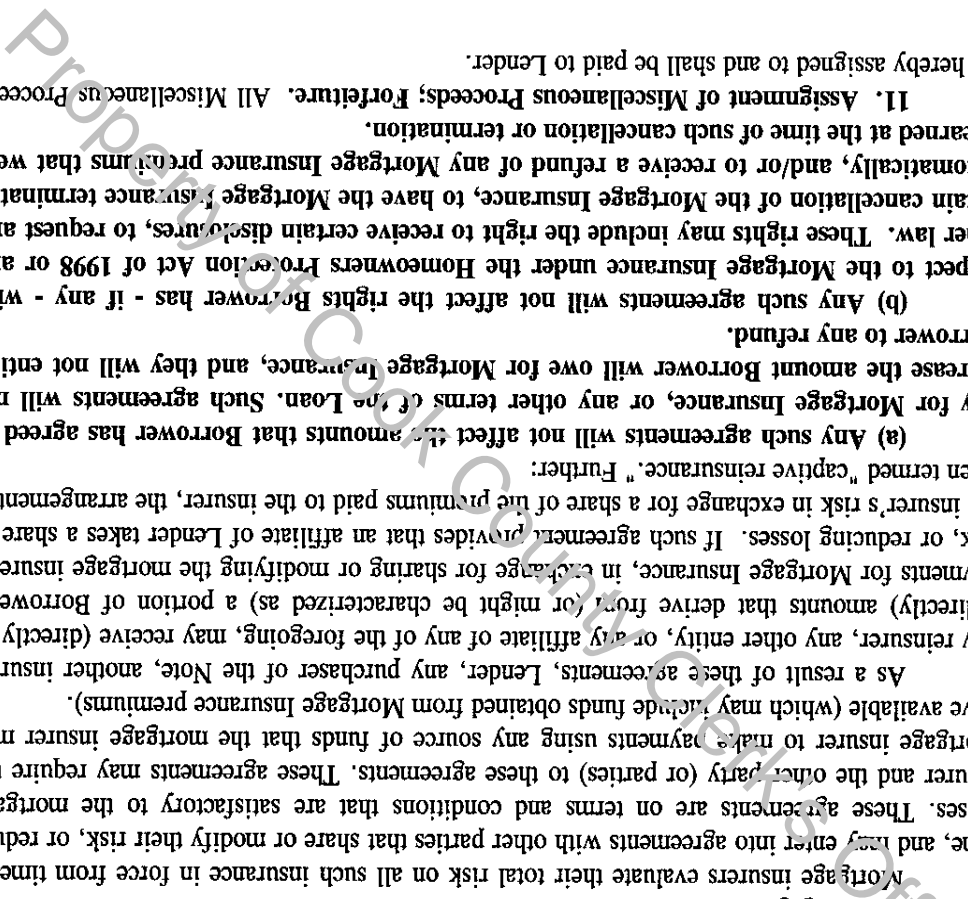 Mortgage insurers evaluate their total risk on all such insurance in force from time
and may enter into agreements with other parties that share or modify their risk, or redu
ses. These agreements are on terms and conditions that are satisfactory to the mortga
urer and the other party (or parties) to these agreements. These agreements may require
rtgage insurer to make payments using any source of funds that the mortgage insurer m
ve available (which may include funds obtained from Mortgage Insurance premiums).
As a result of these agreements, Lender, any purchaser of the Note, another insur
y reinsurer, any other entity, or any affiliate of any of the foregoing, may receive (directly
directly) amounts that derive from (or might be characterized as) a portion of Borrowe
yments for Mortgage Insurance, in exchange for sharing or modifying the mortgage insure
k, or reducing losses. If such agreement provides that an affiliate of Lender takes a share
insurer's risk in exchange for a share of the premiums paid to the insurer, the arrangement
en termed "captive reinsurance." Further:
(a) Any such agreements will not affect the amounts that Borrower has agreed
y for Mortgage Insurance, or any other terms of the Loan. Such agreements will n
rease the amount Borrower will owe for Mortgage Insurance, and they will not enti
rrower to any refund.
(b) Any such agreements will not affect the rights Borrower has - if any - wi
pect to the Mortgage Insurance under the Homeowners Protection Act of 1998 or a
er law. These rights may include the right to receive certain disclosures, to request a
tain cancellation of the Mortgage Insurance, to have the Mortgage Insurance terminat
omatically, and/or to receive a refund of any Mortgage Insurance premiums that we
earned at the time of such cancellation or termination.
11. Assignment of Miscellaneous Proceeds; Forfeiture. All Miscellaneous Procee
hereby assigned to and shall be paid to Lender.
Property of Cook County Clerk's Off